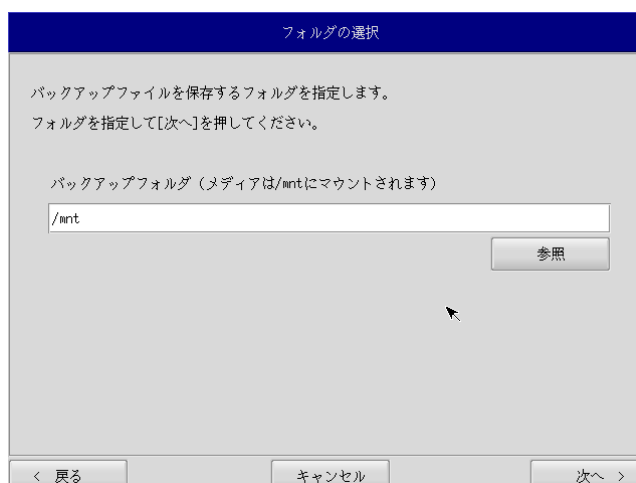 フォルダの選択
バックアップファイルを保存するフォルダを指定します。
フォルダを指定して[次へ]を押してください。
バックアップフォルダ（メディアは/mntにマウントされます）
/mnt
参照
< 戻る
キャンセル
次へ >